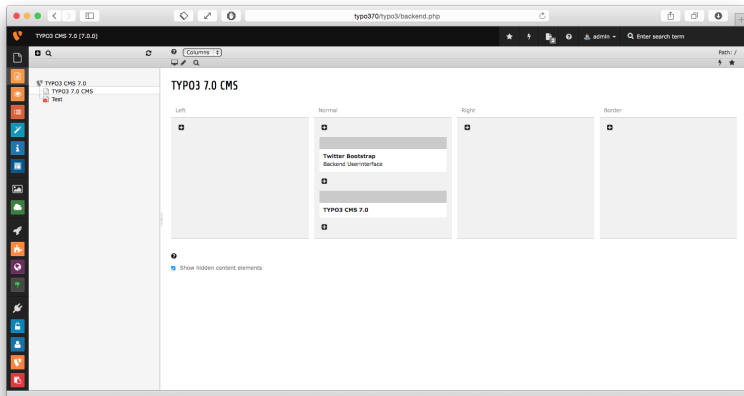 typo370/typo3/backend.php
TYPO3 CMS 7.0 [7.0.0]
admin
Enter search term
Columns
Path: /
TYPO3 CMS 7.0
TYPO3 7.0 CMS
Test
TYPO3 7.0 CMS
Left
Normal
Right
Border
Twitter Bootstrap
Backend Userinterface
TYPO3 CMS 7.0
Show hidden content elements